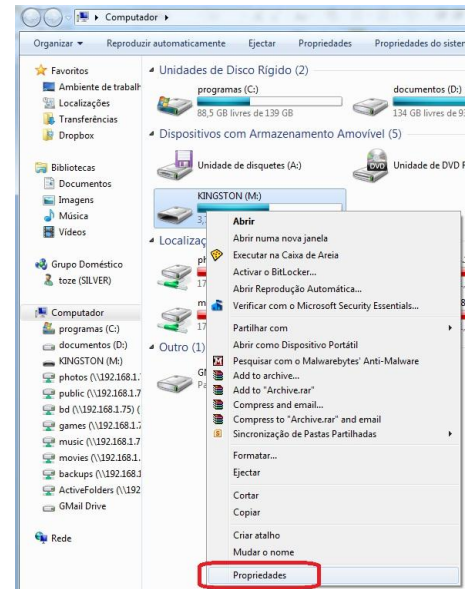 Computador
Organizar
Reproduzir automaticamente
Ejectar
Propriedades
Propriedades do sister
Favoritos
Ambiente de trabalh
Localizações
Transferências
Dropbox
Bibliotecas
Documentos
Imagens
Música
Vídeos
Grupo Doméstico
toze (SILVER)
Computador
programas (C:)
documentos (D:)
KINGSTON (M:)
photos (\\192.168.1.
public (\\192.168.1.7
bd (\\192.168.1.75) (
games (\\192.168.1.7
music (\\192.168.1.7
movies (\\192.168.1.
backups (\\192.168.1
ActiveFolders (\\192
GMail Drive
Rede
Unidades de Disco Rígido (2)
programas (C:)
88,5 GB livres de 139 GB
documentos (D:)
134 GB livres de 93
Dispositivos com Armazenamento Amovível (5)
Unidade de disquetes (A:)
Unidade de DVD F
KINGSTON (M:)
3,
Localizaç
ph
17
m
17
Outro (1)
GM
Pa
Abrir
Abrir numa nova janela
Executar na Caixa de Areia
Activar o BitLocker...
Abrir Reprodução Automática...
Verificar com o Microsoft Security Essentials...
Partilhar com
Abrir como Dispositivo Portátil
Pesquisar com o Malwarebytes' Anti-Malware
Add to archive...
Add to "Archive.rar"
Compress and email...
Compress to "Archive.rar" and email
Sincronização de Pastas Partilhadas
Formatar...
Ejectar
Cortar
Copiar
Criar atalho
Mudar o nome
Propriedades